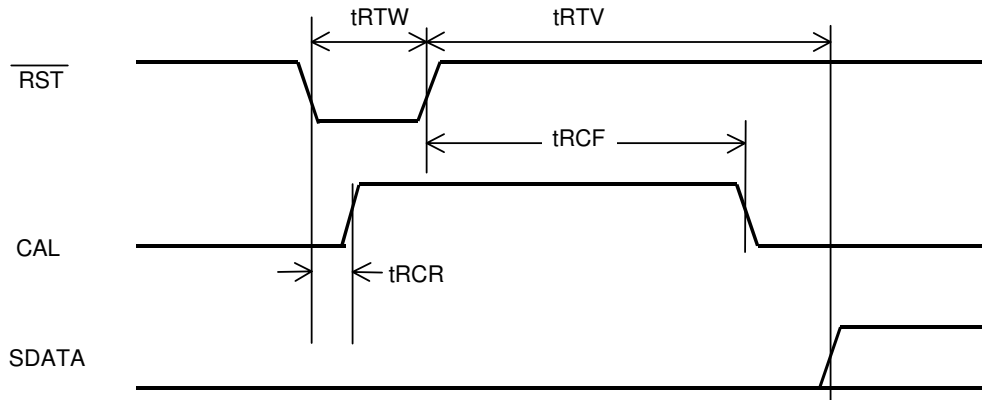 tRTW
tRTV
RST
tRCF
CAL
tRCR
SDATA